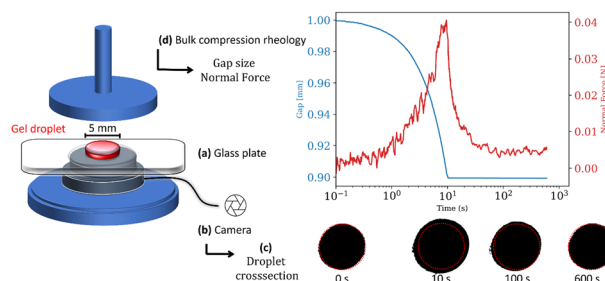 (d) Bulk compression rheology
Gap size
Normal Force
Gel droplet
5 mm
(a) Glass plate
(b) Camera
(c)
Droplet
crosssection
1.00
0.98
0.96
0.94
0.92
0.90
Gap [mm]
0.04
0.03
0.02
0.01
0.00
Normal Force [N]
10⁻¹ 10⁰ 10¹ 10² 10³
Time (s)
0 s 10 s 100 s 600 s